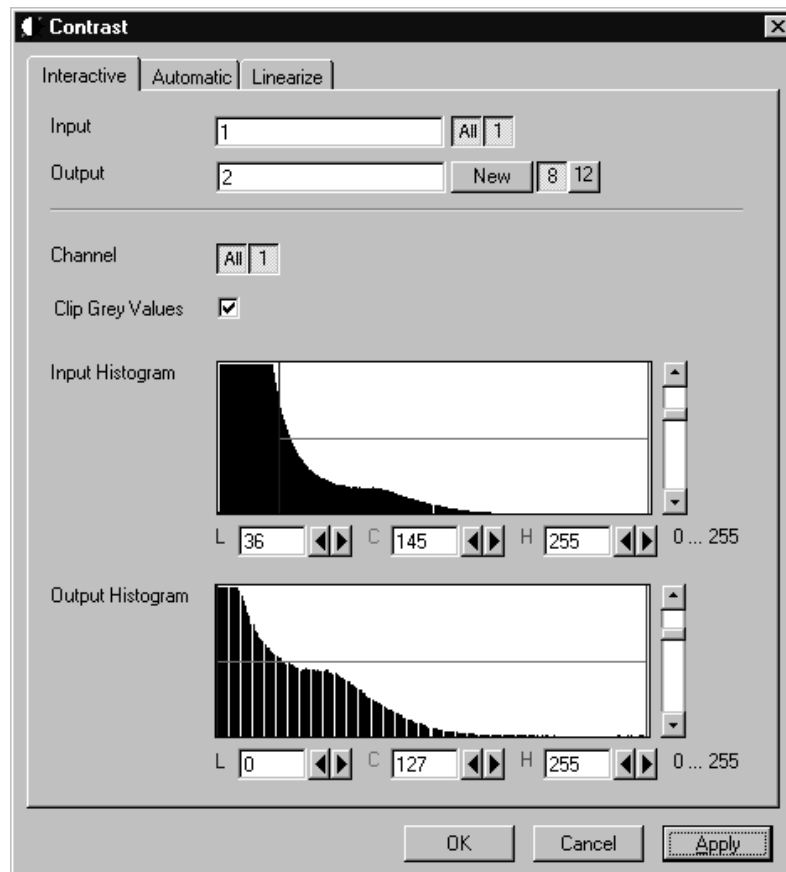 Contrast
Interactive Automatic Linearize
Input 1 All 1
Output 2 New 8 12
Channel All 1
Clip Grey Values
Input Histogram
L 36 C 145 H 255 0 ... 255
Output Histogram
L 0 C 127 H 255 0 ... 255
OK Cancel Apply